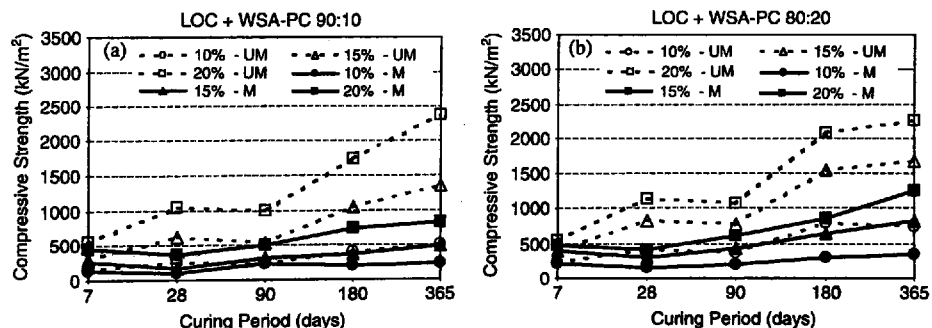 LOC + WSA-PC 90:10
Compressive Strength (kN/m²)
3500
3000
2500
2000
1500
1000
500
0
(a)
10% - UM
15% - UM
20% - UM
10% - M
15% - M
20% - M
7
28
90
180
365
Curing Period (days)
LOC + WSA-PC 80:20
Compressive Strength (kN/m²)
3500
3000
2500
2000
1500
1000
500
0
(b)
10% - UM
15% - UM
20% - UM
10% - M
15% - M
20% - M
7
28
90
180
365
Curing Period (days)